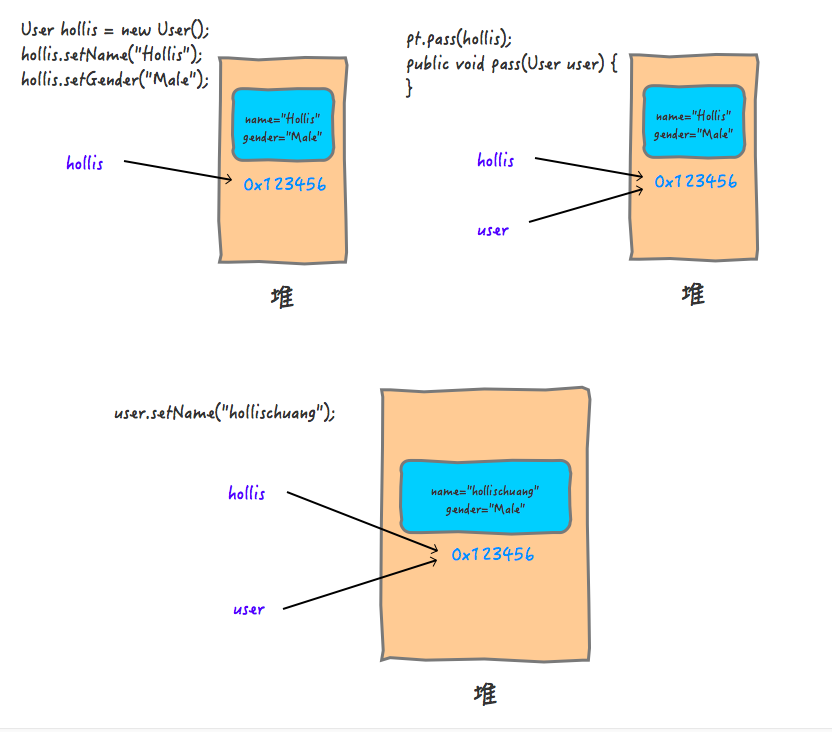 User hollis = new User();
hollis.setName("Hollis");
hollis.setGender("Male");
name="Hollis"
gender="Male"
hollis
0x123456
堆
pt.pass(hollis);
public void pass(User user) {
}
name="Hollis"
gender="Male"
hollis
0x123456
user
堆
user.setName("hollischuang");
name="hollischuang"
gender="Male"
hollis
0x123456
user
堆